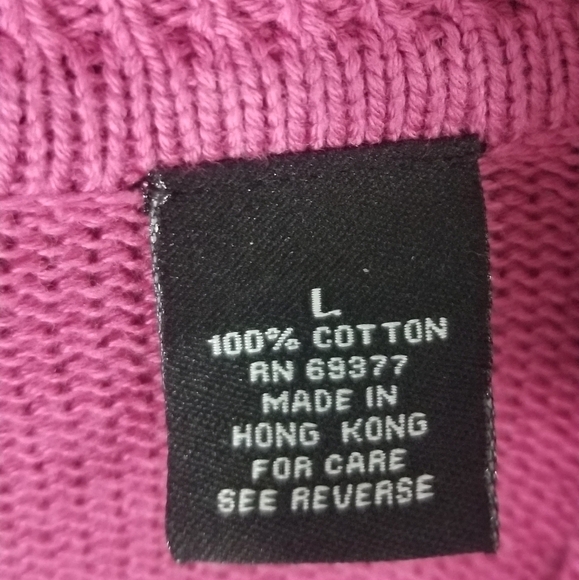 L
100% COTTON
RN 69377
MADE IN
HONG KONG
FOR CARE
SEE REVERSE